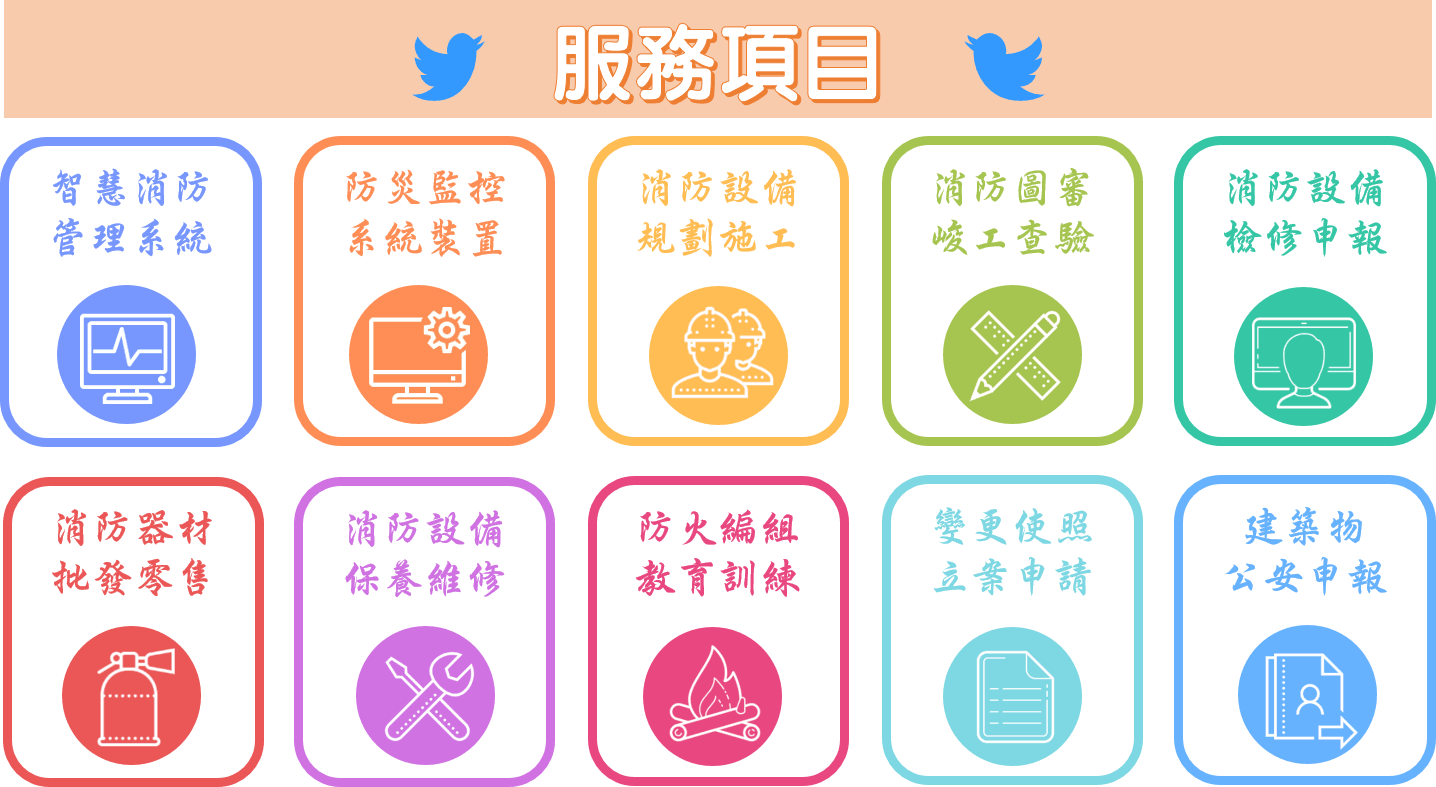 服務項目
智慧消防
管理系統
防災監控
系統裝置
消防設備
規劃施工
消防圖審
峻工查驗
消防設備
檢修申報
消防器材
批發零售
消防設備
保養維修
防火編組
教育訓練
變更使照
立案申請
建築物
公安申報